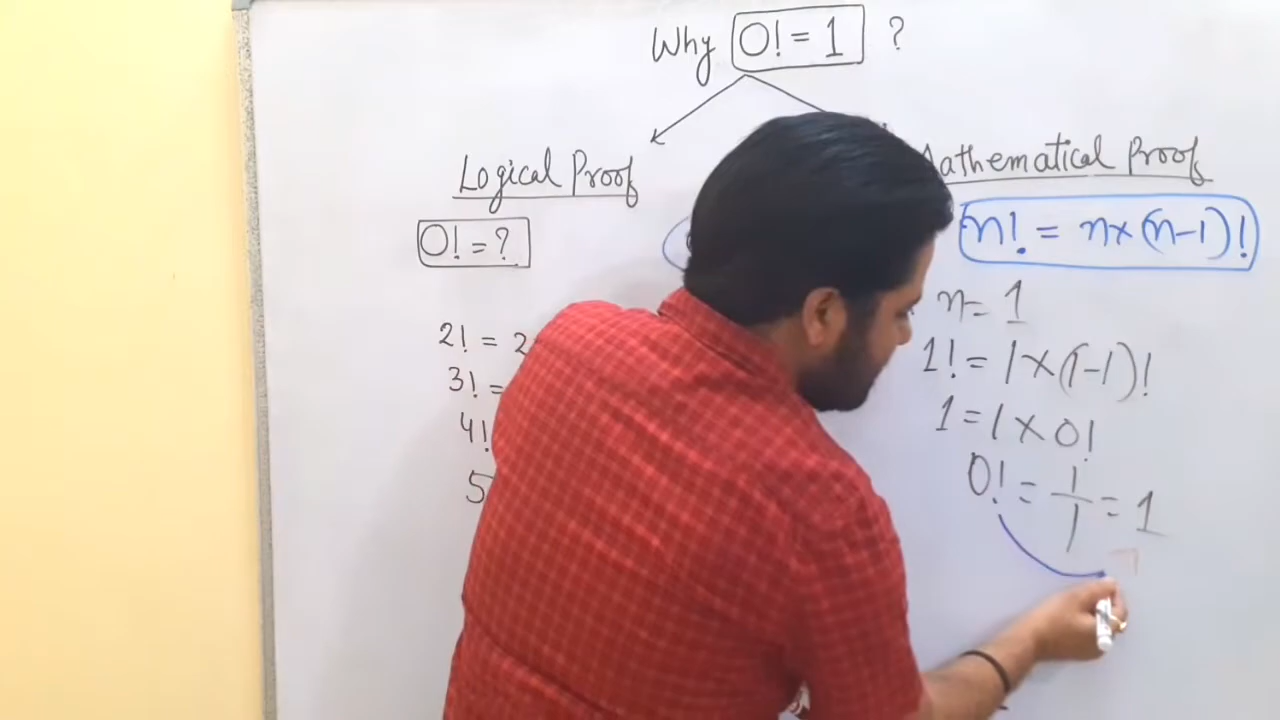 Why 0! = 1 ?
Logical Proof
0! = ?
2! = 2
3! =
4!
5
Mathematical Proof
n! = n×(n-1)!
n= 1
1! = 1×(1-1)!
1 = 1 × 0!
0! = 1/1 = 1